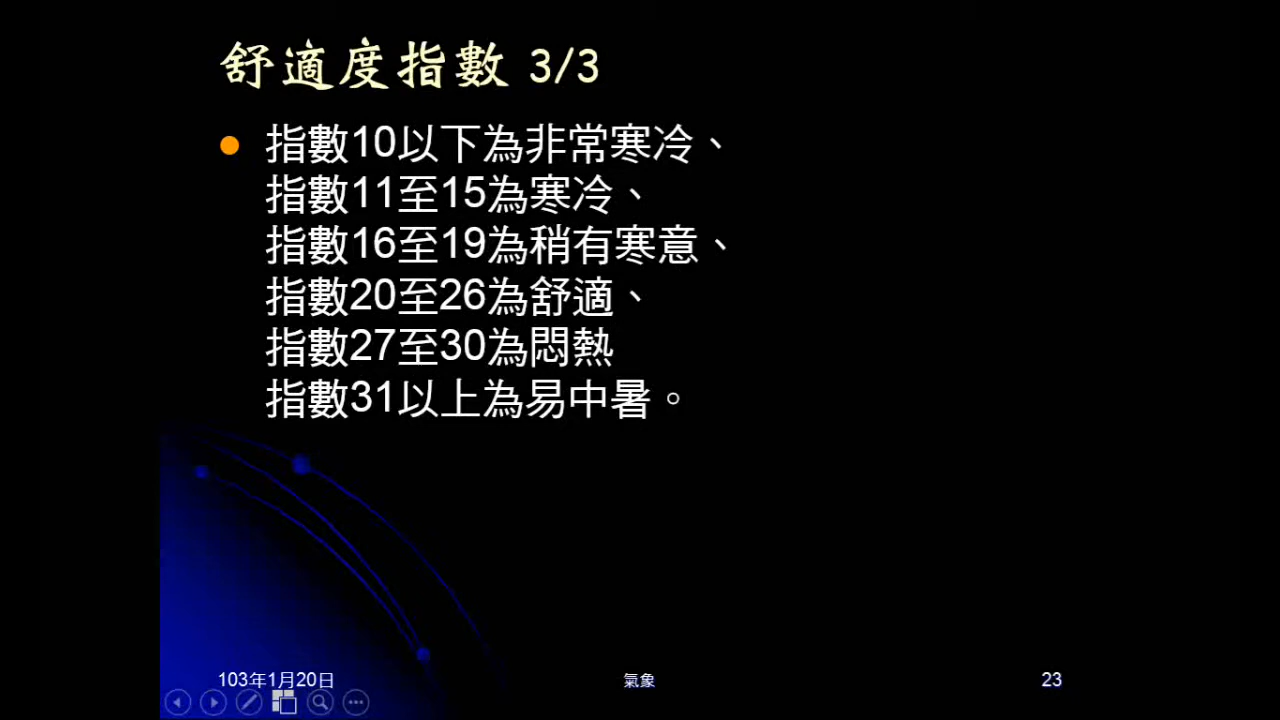 舒適度指數 3/3
指數10以下為非常寒冷、
指數11至15為寒冷、
指數16至19為稍有寒意、
指數20至26為舒適、
指數27至30為悶熱
指數31以上為易中暑。
103年1月20日
氣象
23